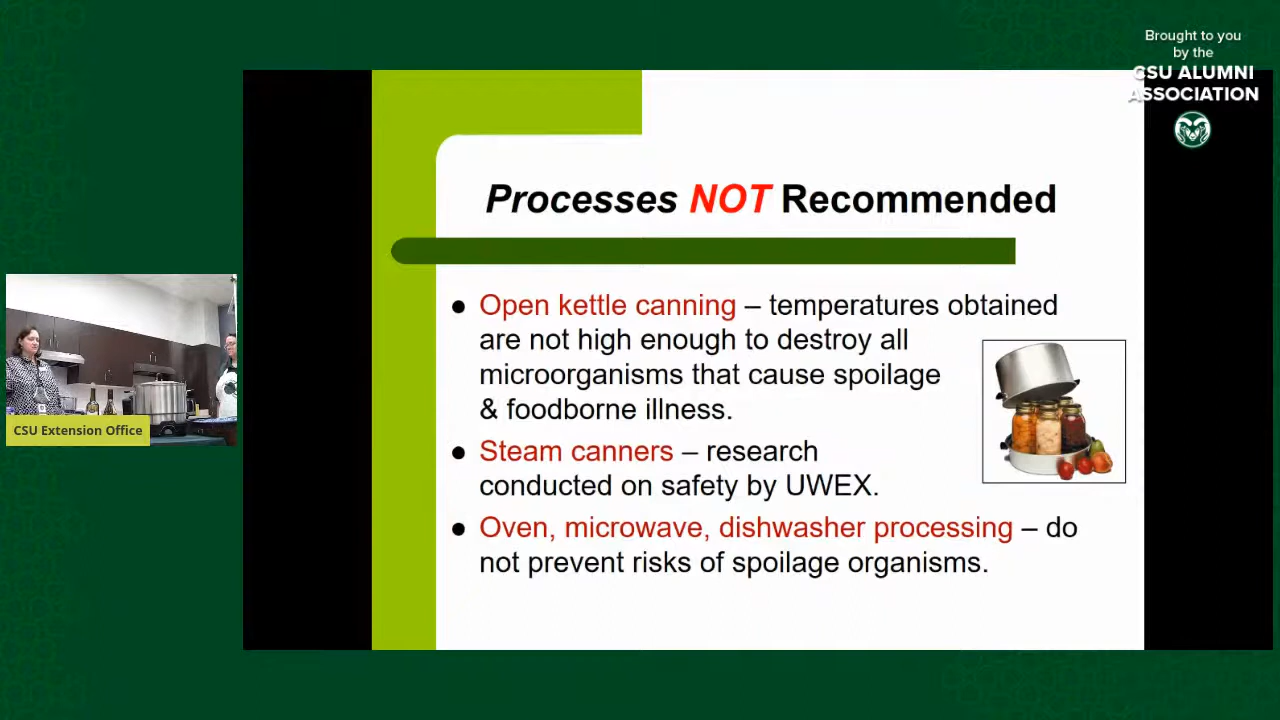 Brought to you
by the
CSU ALUMNI
ASSOCIATION
Processes NOT Recommended
● Open kettle canning – temperatures obtained
are not high enough to destroy all
microorganisms that cause spoilage
& foodborne illness.
● Steam canners – research
conducted on safety by UWEX.
● Oven, microwave, dishwasher processing – do
not prevent risks of spoilage organisms.
CSU Extension Office